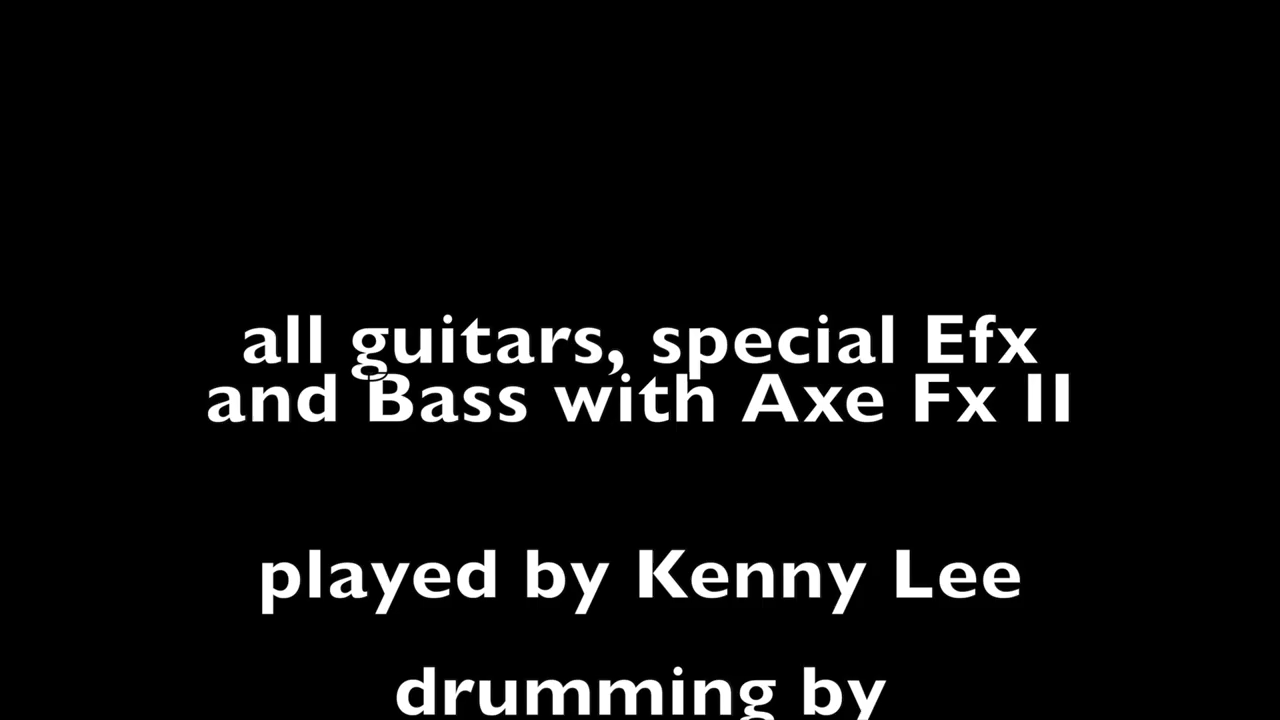 all guitars, special Efx
and Bass with Axe Fx II
played by Kenny Lee
drumming by